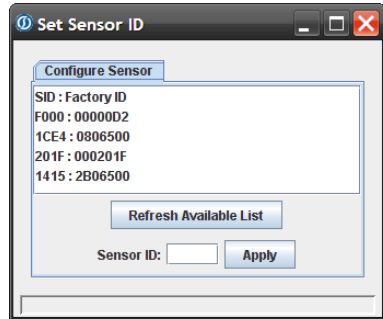 Set Sensor ID
Configure Sensor
SID : Factory ID
F000 : 00000D2
1CE4 : 0806500
201F : 000201F
1415 : 2B06500
Refresh Available List
Sensor ID:
Apply